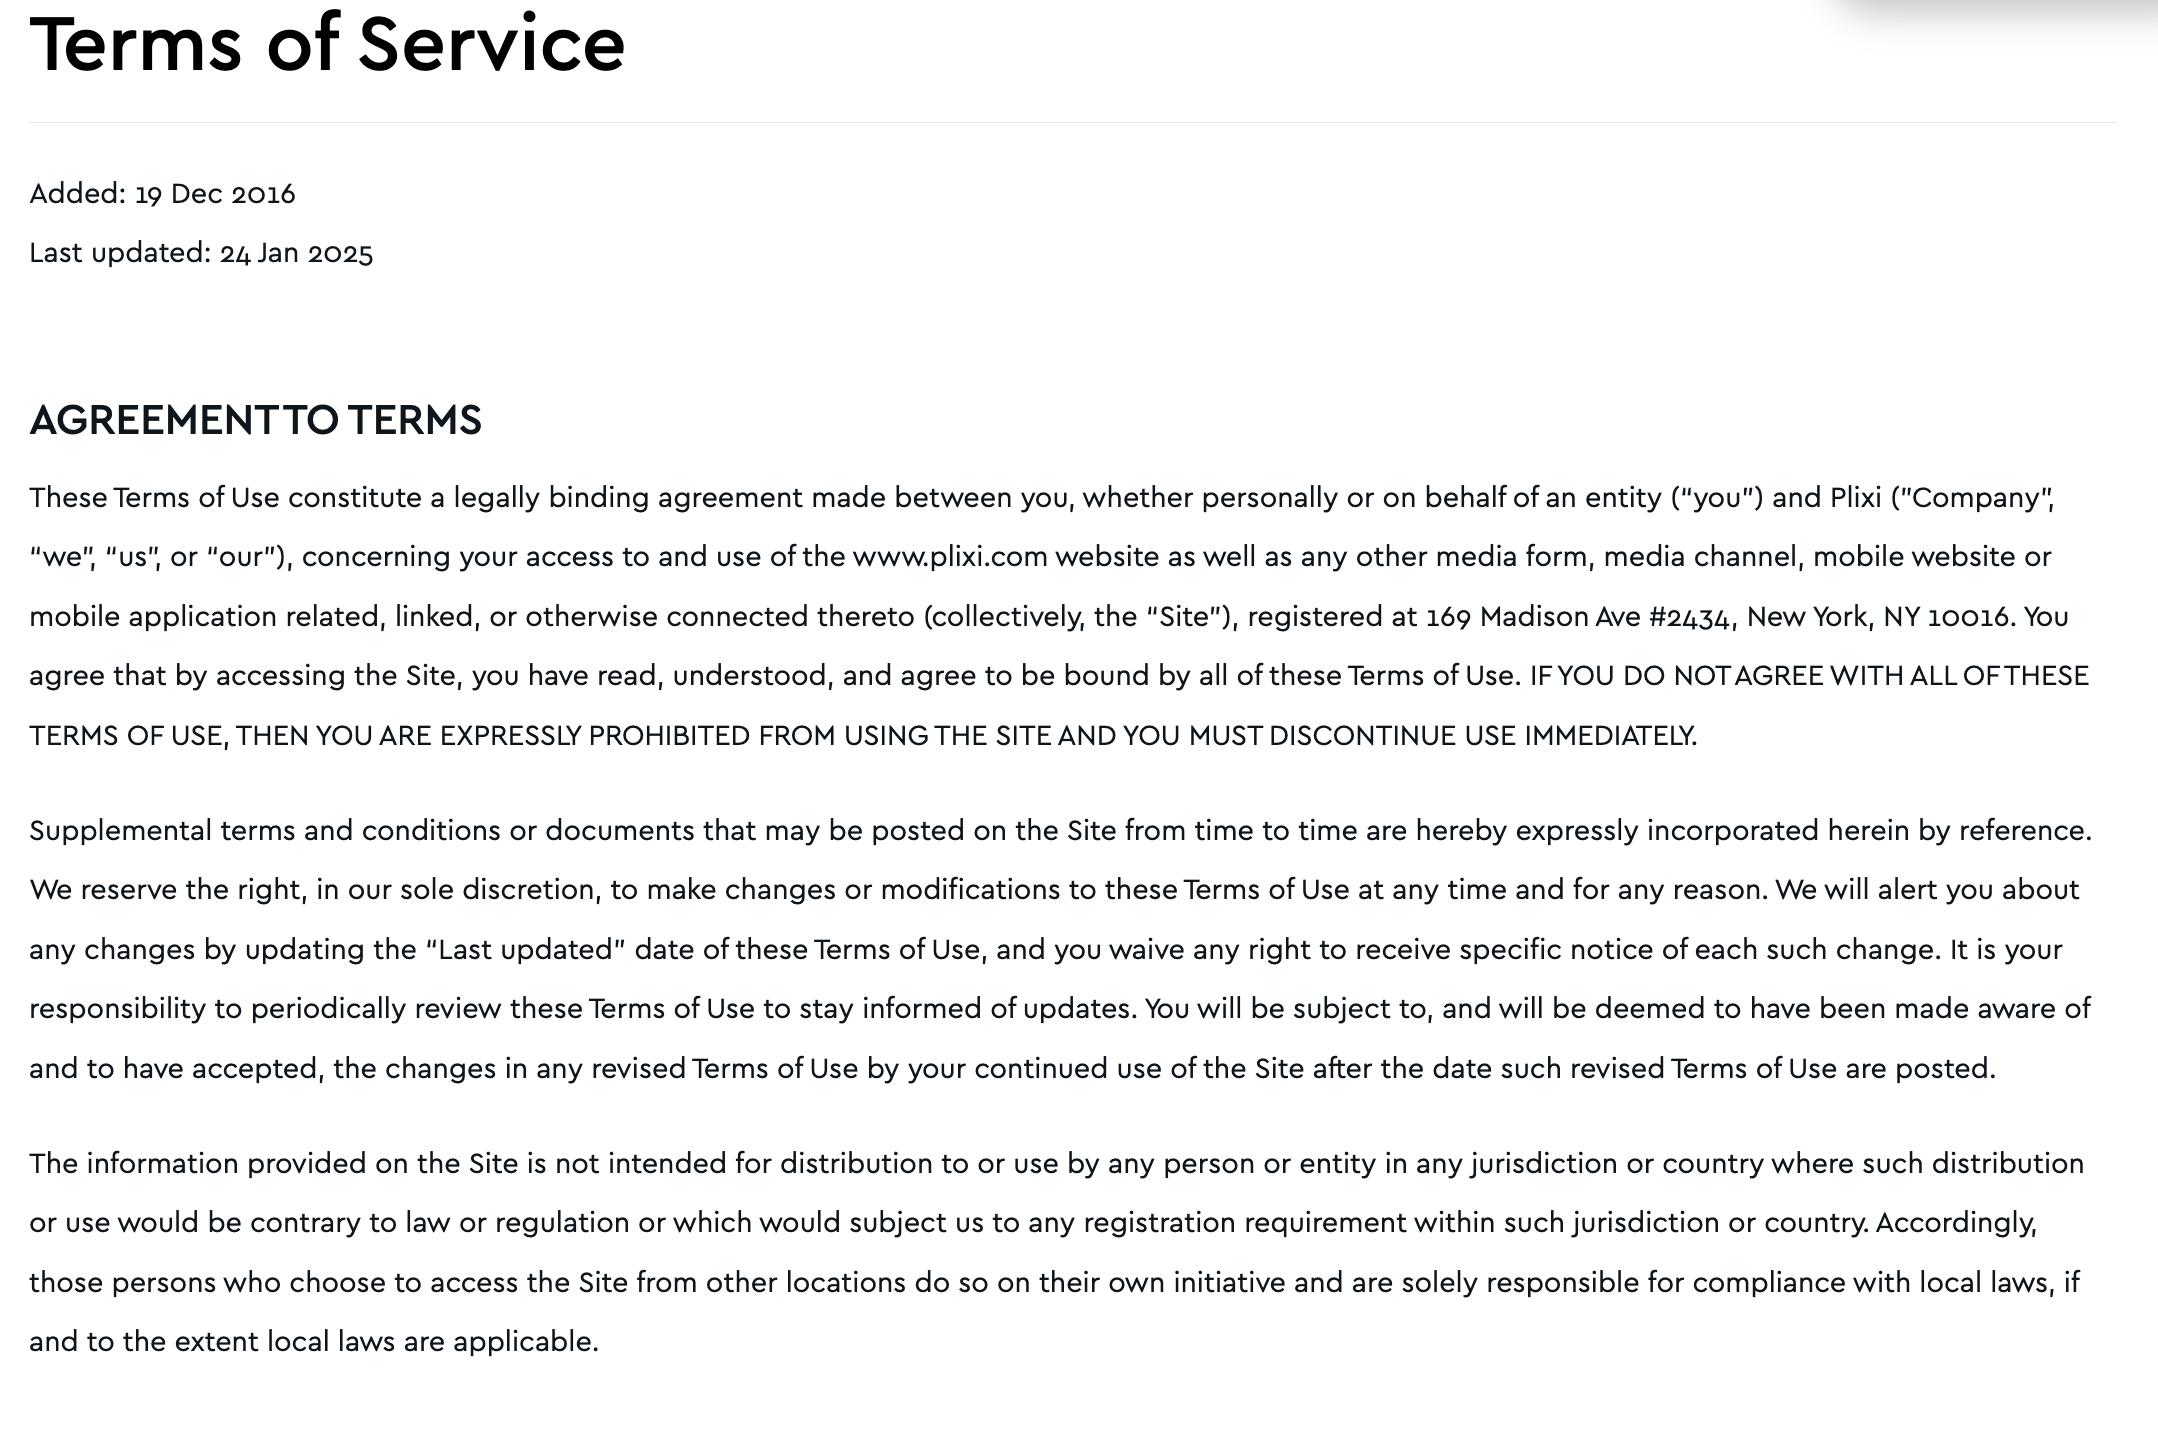 Terms of Service
Added: 19 Dec 2016
Last updated: 24 Jan 2025
AGREEMENT TO TERMS
These Terms of Use constitute a legally binding agreement made between you, whether personally or on behalf of an entity (“you”) and Plixi (”Company”,
“we”, “us”, or “our”), concerning your access to and use of the www.plixi.com website as well as any other media form, media channel, mobile website or
mobile application related, linked, or otherwise connected thereto (collectively, the “Site”), registered at 169 Madison Ave #2434, New York, NY 10016. You
agree that by accessing the Site, you have read, understood, and agree to be bound by all of these Terms of Use. IF YOU DO NOT AGREE WITH ALL OF THESE
TERMS OF USE, THEN YOU ARE EXPRESSLY PROHIBITED FROM USING THE SITE AND YOU MUST DISCONTINUE USE IMMEDIATELY.
Supplemental terms and conditions or documents that may be posted on the Site from time to time are hereby expressly incorporated herein by reference.
We reserve the right, in our sole discretion, to make changes or modifications to these Terms of Use at any time and for any reason. We will alert you about
any changes by updating the “Last updated” date of these Terms of Use, and you waive any right to receive specific notice of each such change. It is your
responsibility to periodically review these Terms of Use to stay informed of updates. You will be subject to, and will be deemed to have been made aware of
and to have accepted, the changes in any revised Terms of Use by your continued use of the Site after the date such revised Terms of Use are posted.
The information provided on the Site is not intended for distribution to or use by any person or entity in any jurisdiction or country where such distribution
or use would be contrary to law or regulation or which would subject us to any registration requirement within such jurisdiction or country. Accordingly,
those persons who choose to access the Site from other locations do so on their own initiative and are solely responsible for compliance with local laws, if
and to the extent local laws are applicable.